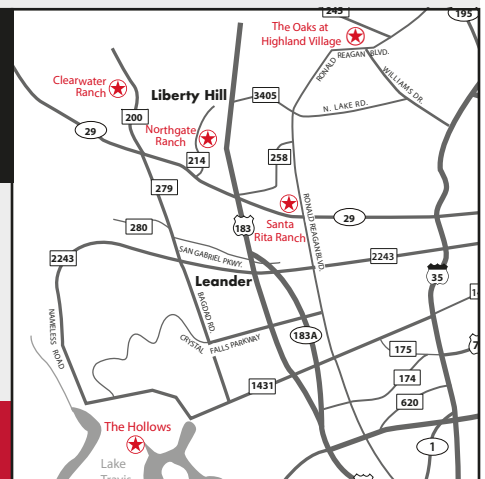 245
195
The Oaks at
Highland Village
RONALD REAGAN BLVD.
WILLIAMS DR.
Clearwater
Ranch
Liberty Hill
3405
N. LAKE RD.
200
29
Northgate
Ranch
214
258
279
Santa
Rita Ranch
RONALD REAGAN BLVD.
29
280
183
SAN GABRIEL PKWY.
2243
2243
Leander
35
BAGDAD RD.
NAMELESS ROAD
CRYSTAL FALLS PARKWAY
183A
175
174
1431
620
The Hollows
1
Lake